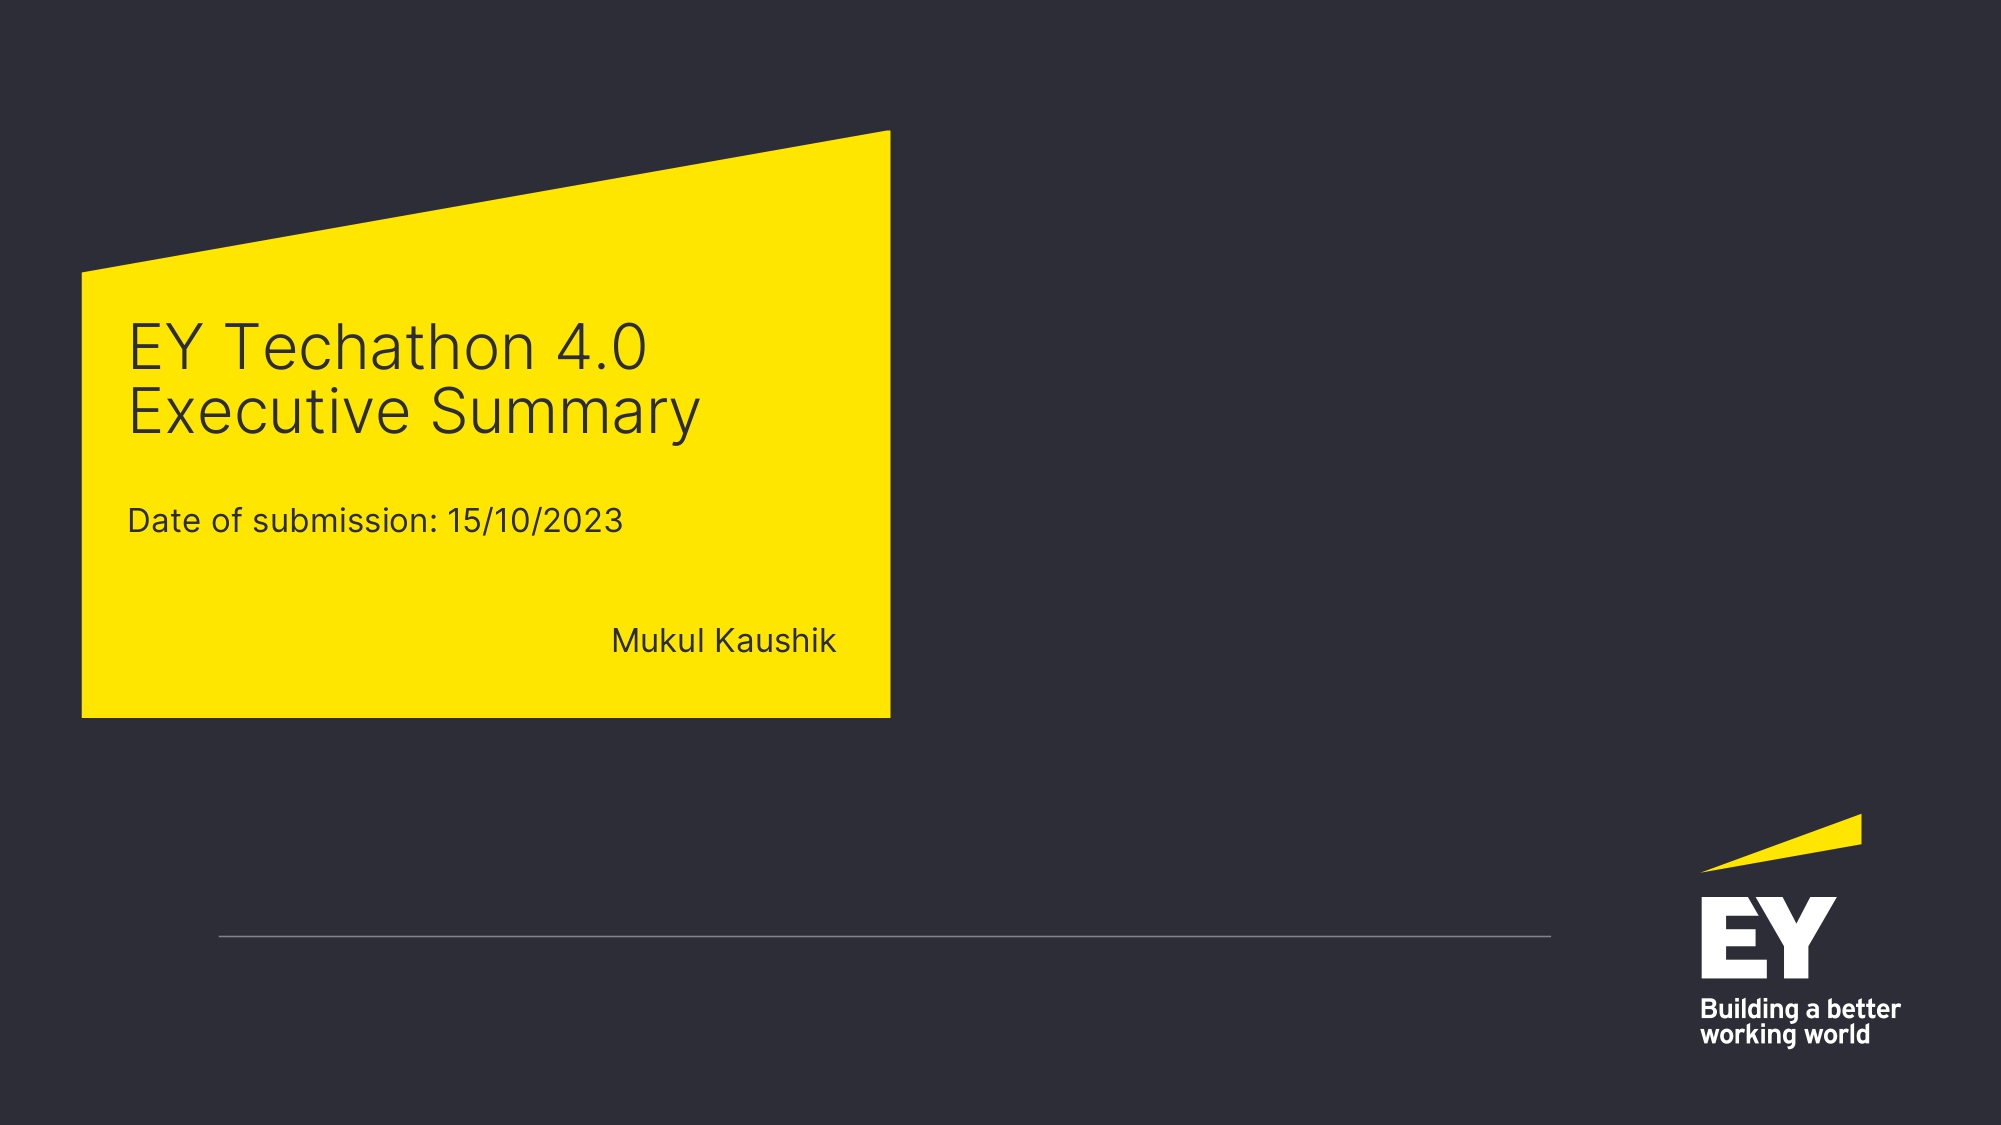 EY Techathon 4.0
Executive Summary
Date of submission: 15/10/2023
Mukul Kaushik
EY
Building a better
working world